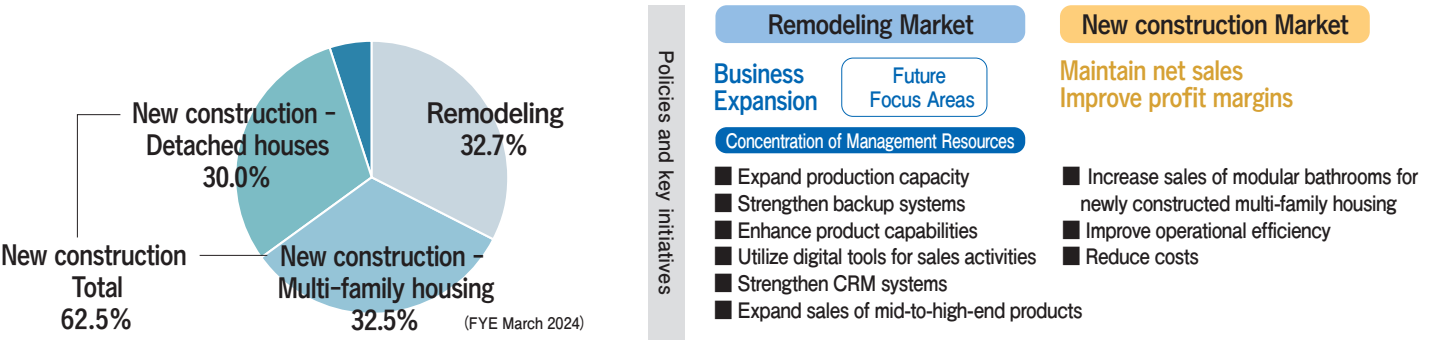 New construction -
Detached houses
30.0%
Remodeling
32.7%
New construction
Total
62.5%
New construction -
Multi-family housing
32.5%
(FYE March 2024)
Policies and key initiatives
Remodeling Market
Business
Expansion
Future
Focus Areas
Concentration of Management Resources
■ Expand production capacity
■ Strengthen backup systems
■ Enhance product capabilities
■ Utilize digital tools for sales activities
■ Strengthen CRM systems
■ Expand sales of mid-to-high-end products
New construction Market
Maintain net sales
Improve profit margins
■ Increase sales of modular bathrooms for
newly constructed multi-family housing
■ Improve operational efficiency
■ Reduce costs